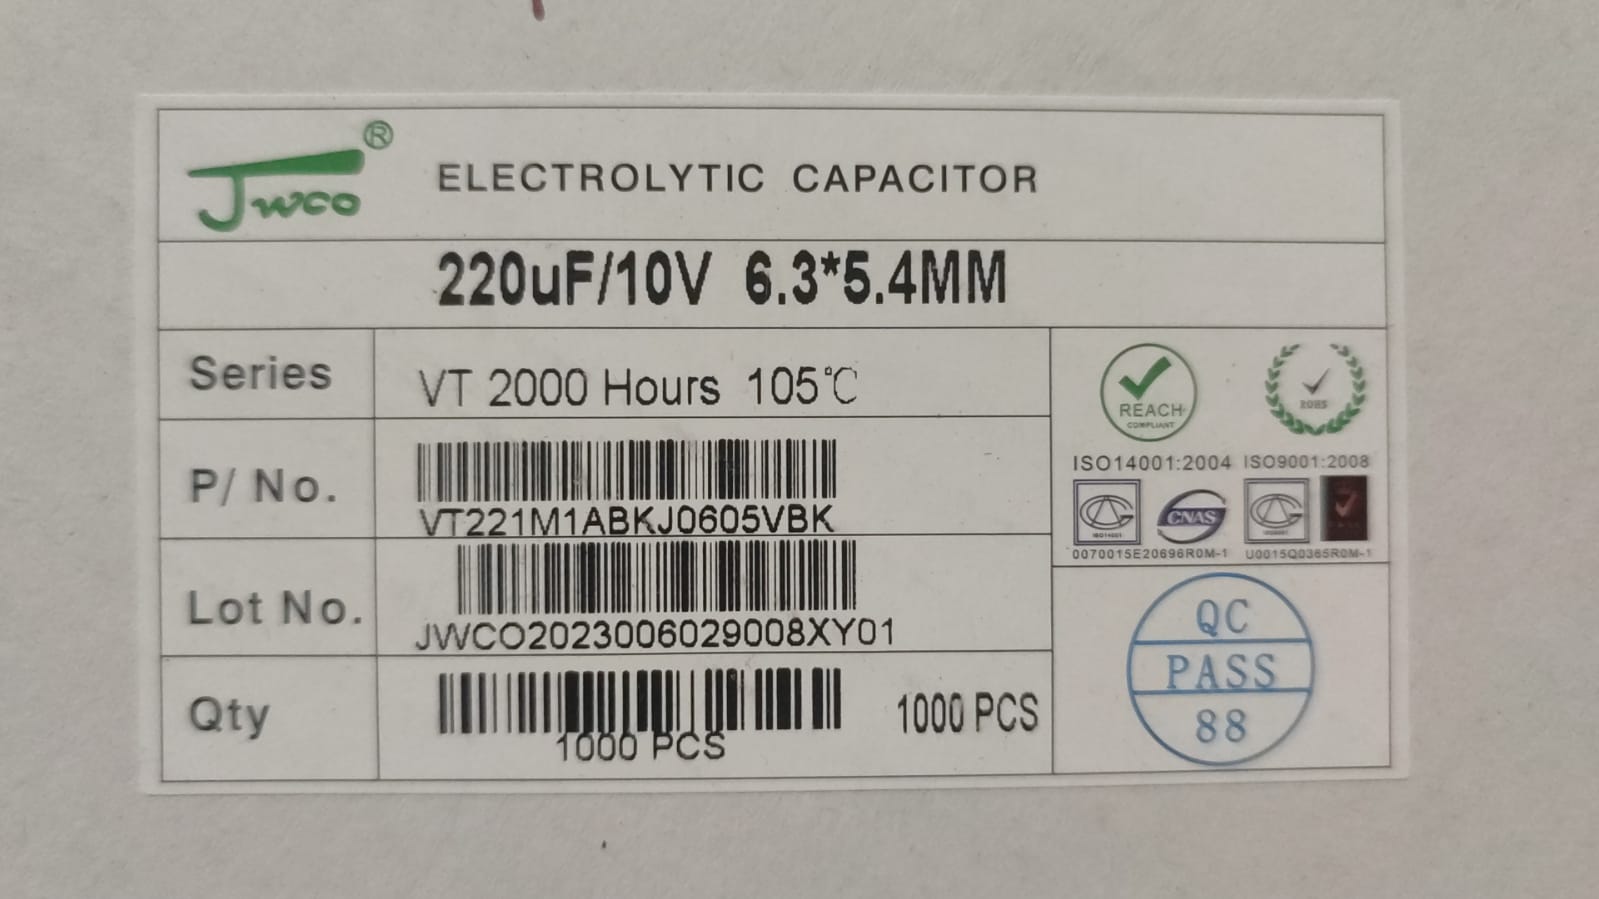 Jwco®
ELECTROLYTIC CAPACITOR
220uF/10V 6.3*5.4MM
Series
VT 2000 Hours 105℃
P/ No.
VT221M1ABKJ0605VBK
Lot No.
JWCO2023006029008XY01
Qty
1000 PCS
1000 PCS
REACH
COMPLIANT
ROHS
ISO14001:2004 ISO9001:2008
ISO14001
CNAS
ISO9001
0070015E20696R0M-1 U0015Q0365R0M-1
QC
PASS
88